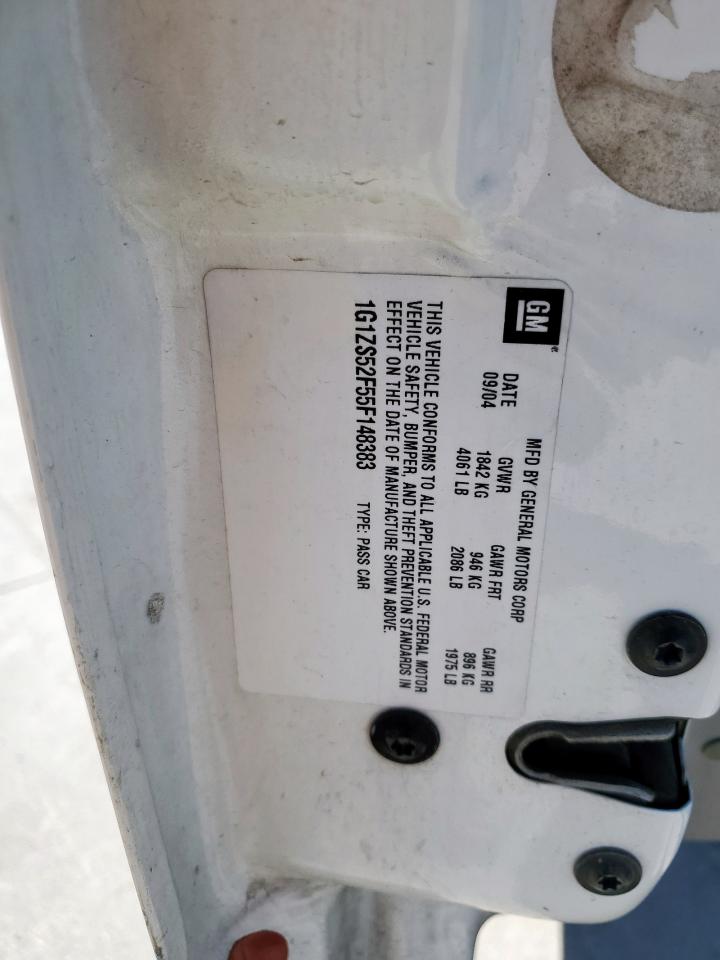 GM
MFD BY GENERAL MOTORS CORP
DATE GVWR GAWR FRT GAWR RR
09/04 1842 KG 946 KG 896 KG
4061 LB 2086 LB 1975 LB
THIS VEHICLE CONFORMS TO ALL APPLICABLE U.S. FEDERAL MOTOR
VEHICLE SAFETY, BUMPER, AND THEFT PREVENTION STANDARDS IN
EFFECT ON THE DATE OF MANUFACTURE SHOWN ABOVE.
1G1ZS52F55F148383 TYPE: PASS CAR